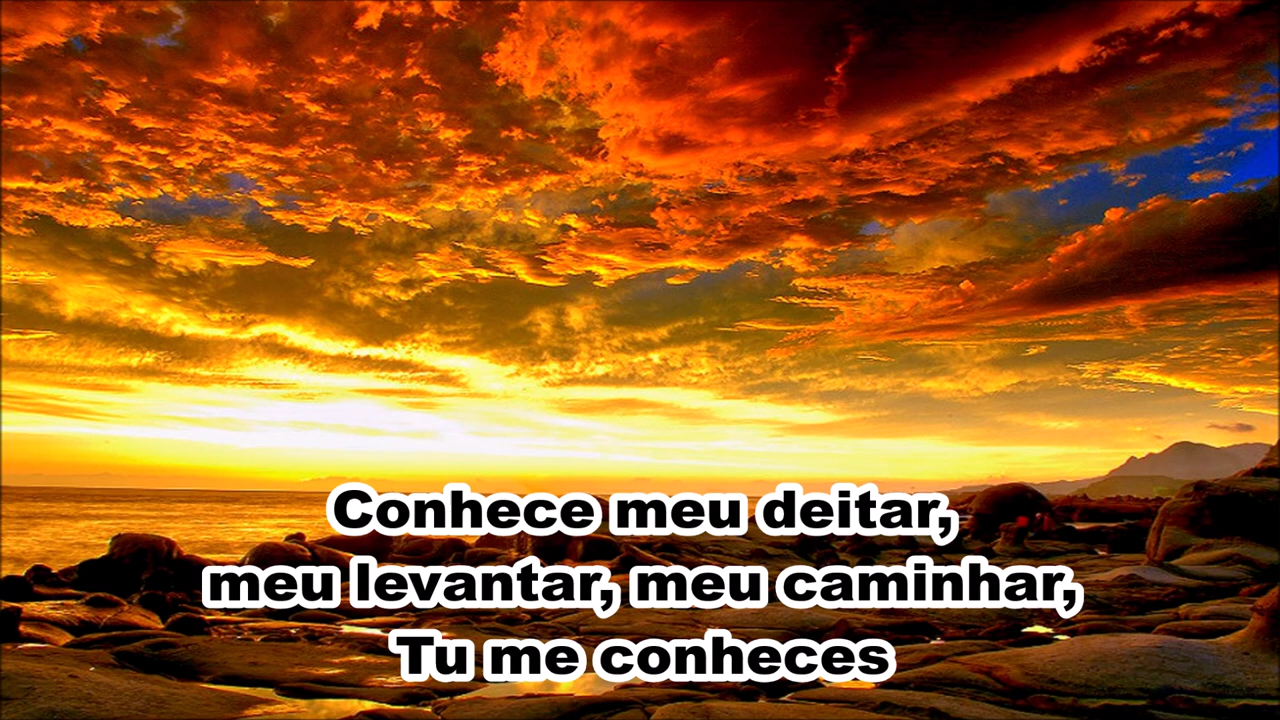 Conhece meu deitar,
meu levantar, meu caminhar,
Tu me conheces